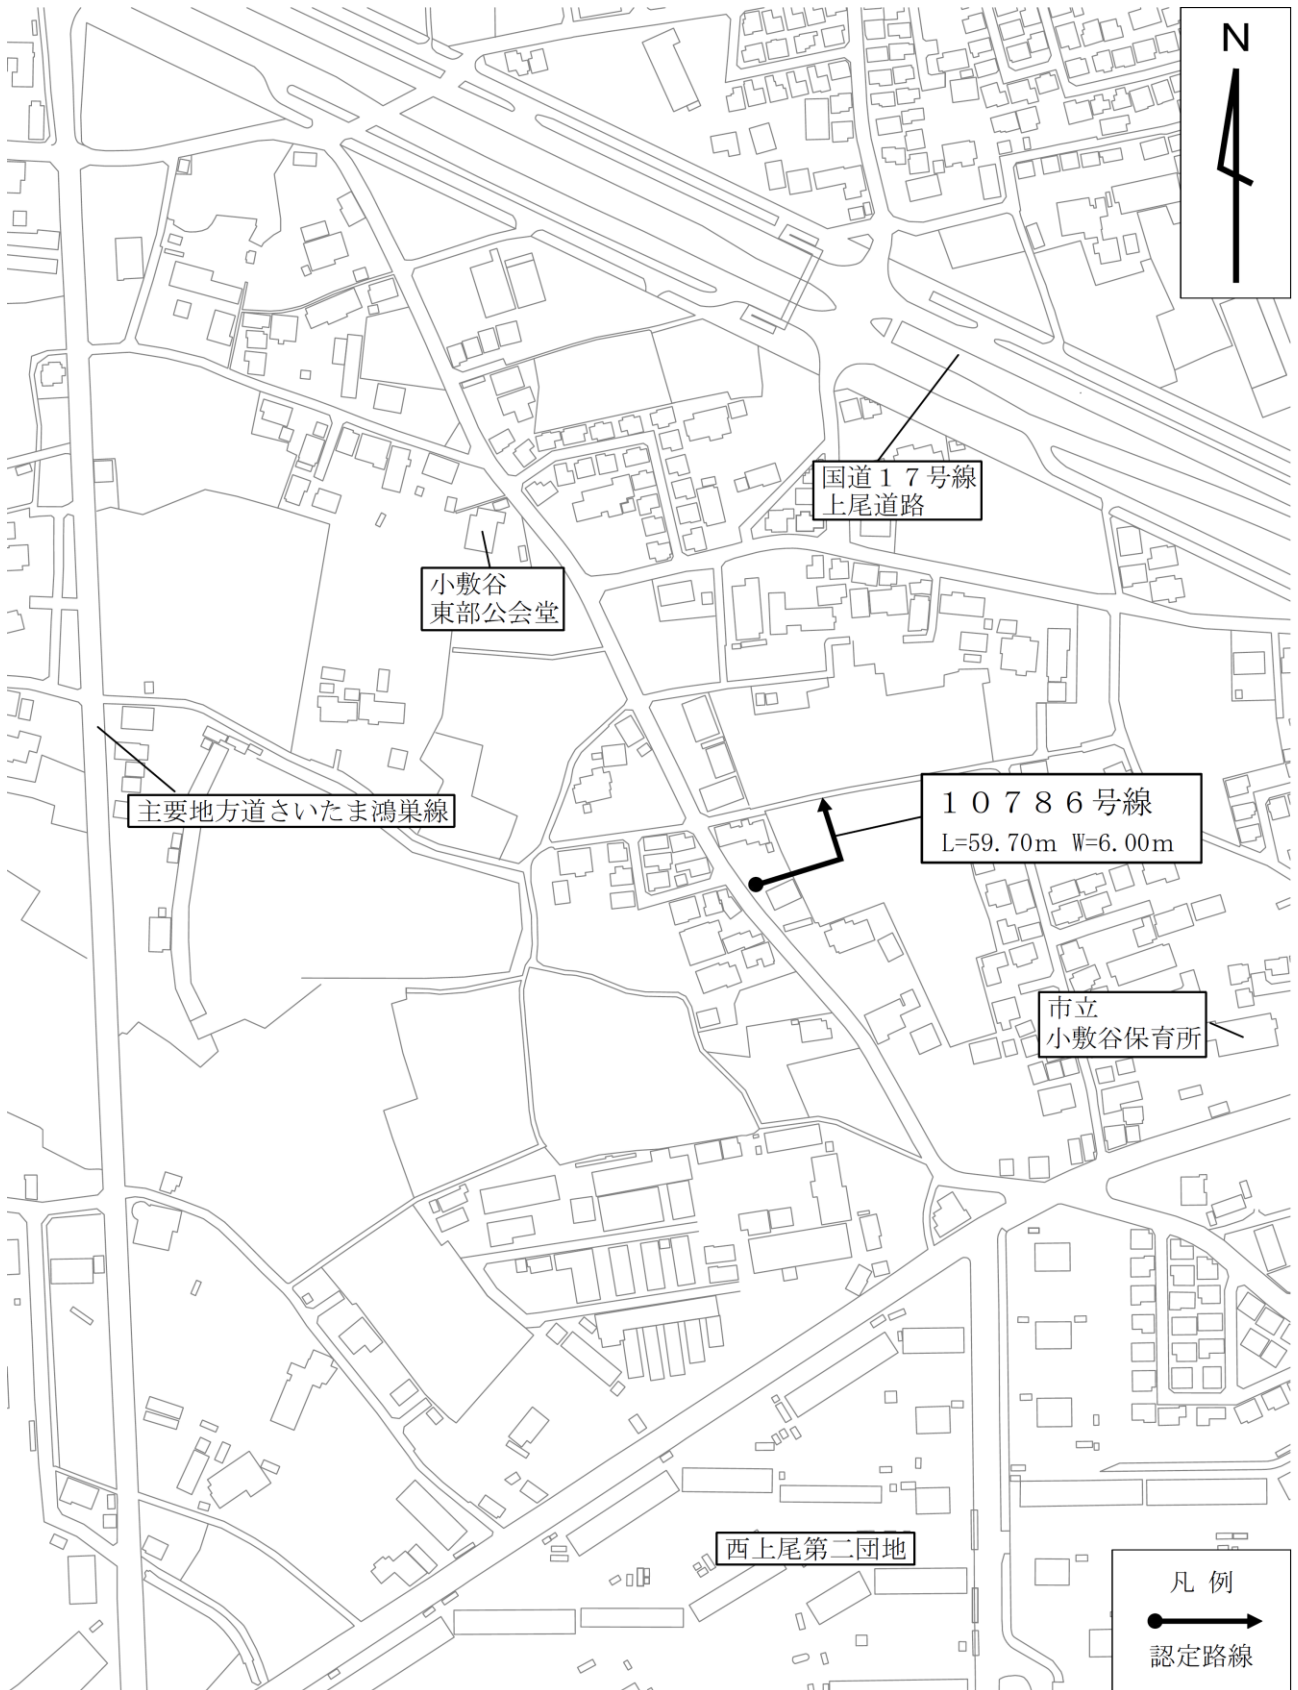 N
国道１７号線
上尾道路
小敷谷
東部公会堂
主要地方道さいたま鴻巣線
１０７８６号線
L=59.70m W=6.00m
市立
小敷谷保育所
西上尾第二団地
凡 例
認定路線